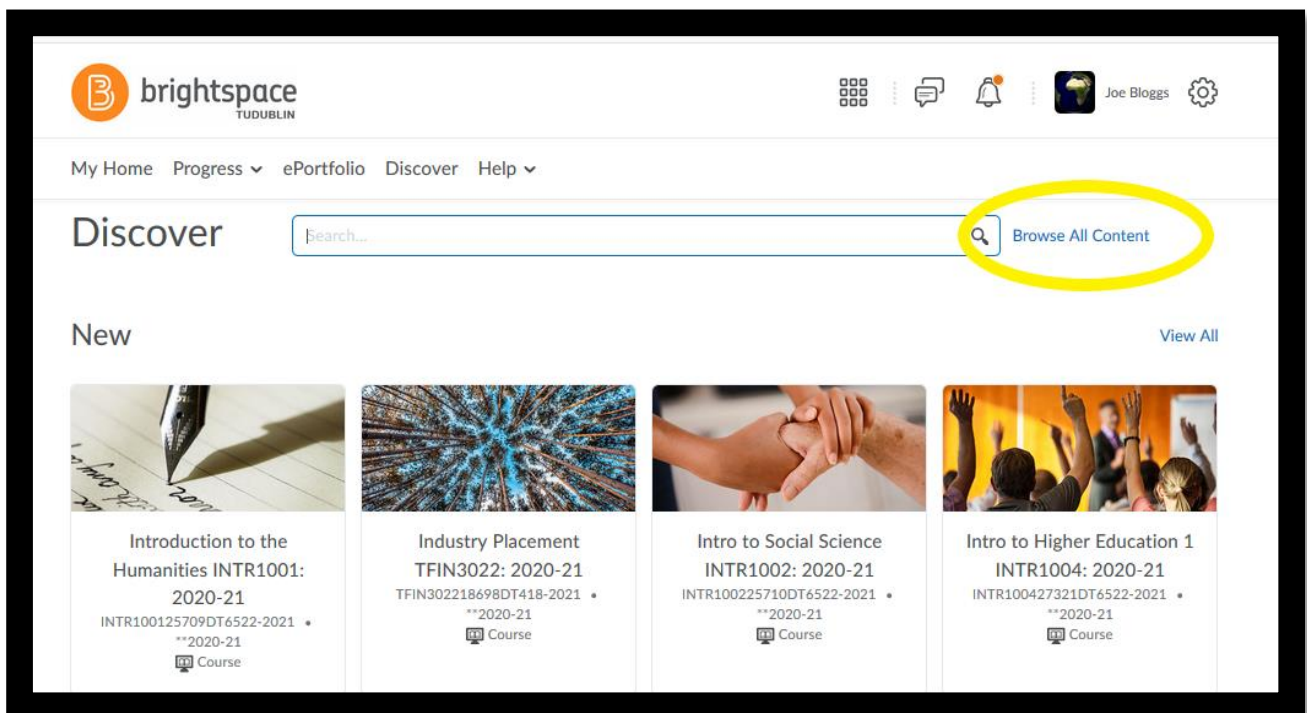 brightspace
TUDUBLIN
Joe Bloggs
My Home Progress ePortfolio Discover Help
Discover
Search...
Browse All Content
New
View All
Introduction to the
Humanities INTR1001:
2020-21
INTR100125709DT6522-2021 •
**2020-21
Course
Industry Placement
TFIN3022: 2020-21
TFIN302218698DT418-2021 •
**2020-21
Course
Intro to Social Science
INTR1002: 2020-21
INTR100225710DT6522-2021 •
**2020-21
Course
Intro to Higher Education 1
INTR1004: 2020-21
INTR100427321DT6522-2021 •
**2020-21
Course